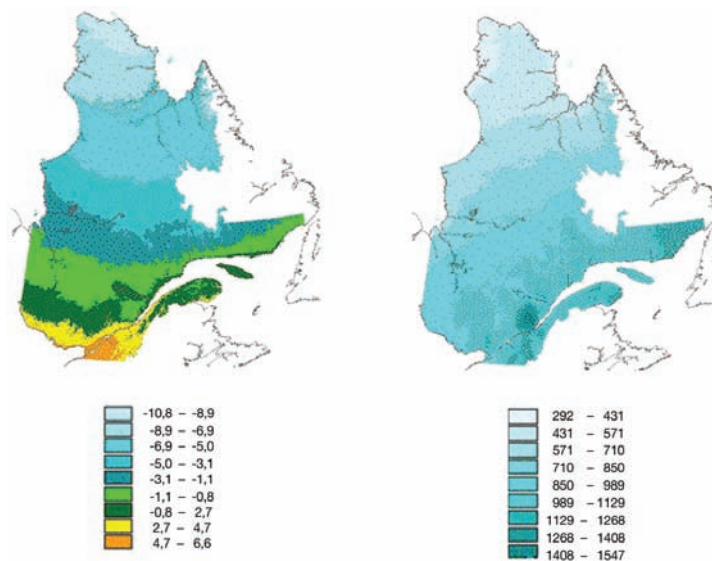 -10,8 – -8,9
-8,9 – -6,9
-6,9 – -5,0
-5,0 – -3,1
-3,1 – -1,1
-1,1 – -0,8
-0,8 – 2,7
2,7 – 4,7
4,7 – 6,6
292 – 431
431 – 571
571 – 710
710 – 850
850 – 989
989 – 1129
1129 – 1268
1268 – 1408
1408 – 1547